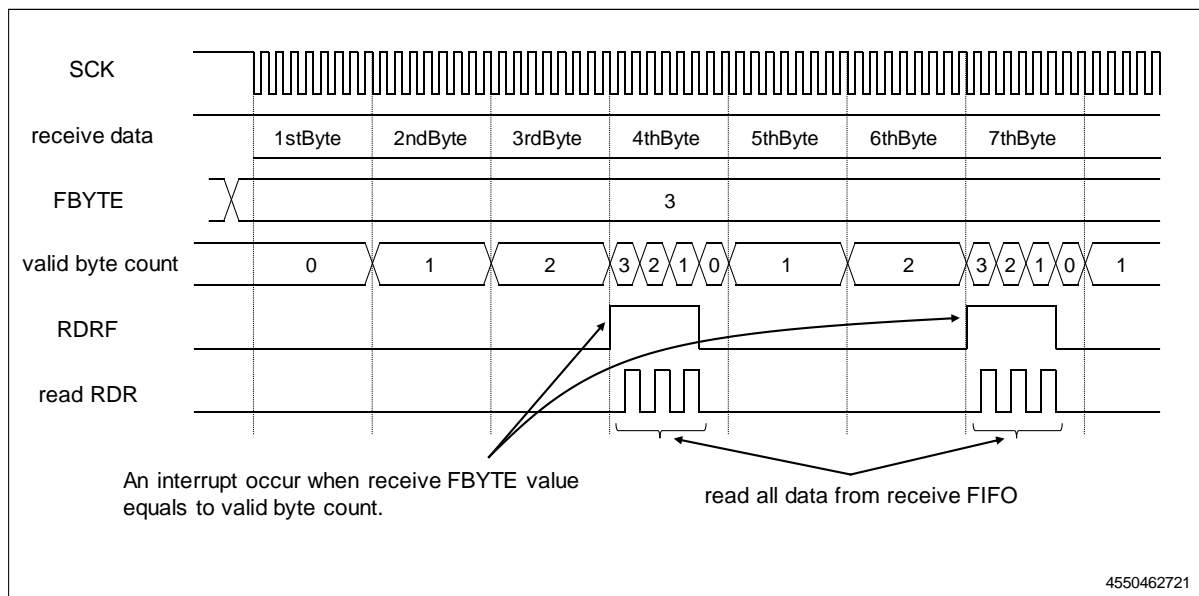 SCK
receive data 1stByte 2ndByte 3rdByte 4thByte 5thByte 6thByte 7thByte
FBYTE 3
valid byte count 0 1 2 3 2 1 0 1 2 3 2 1 0 1
RDRF
read RDR
An interrupt occur when receive FBYTE value
equals to valid byte count.
read all data from receive FIFO
4550462721